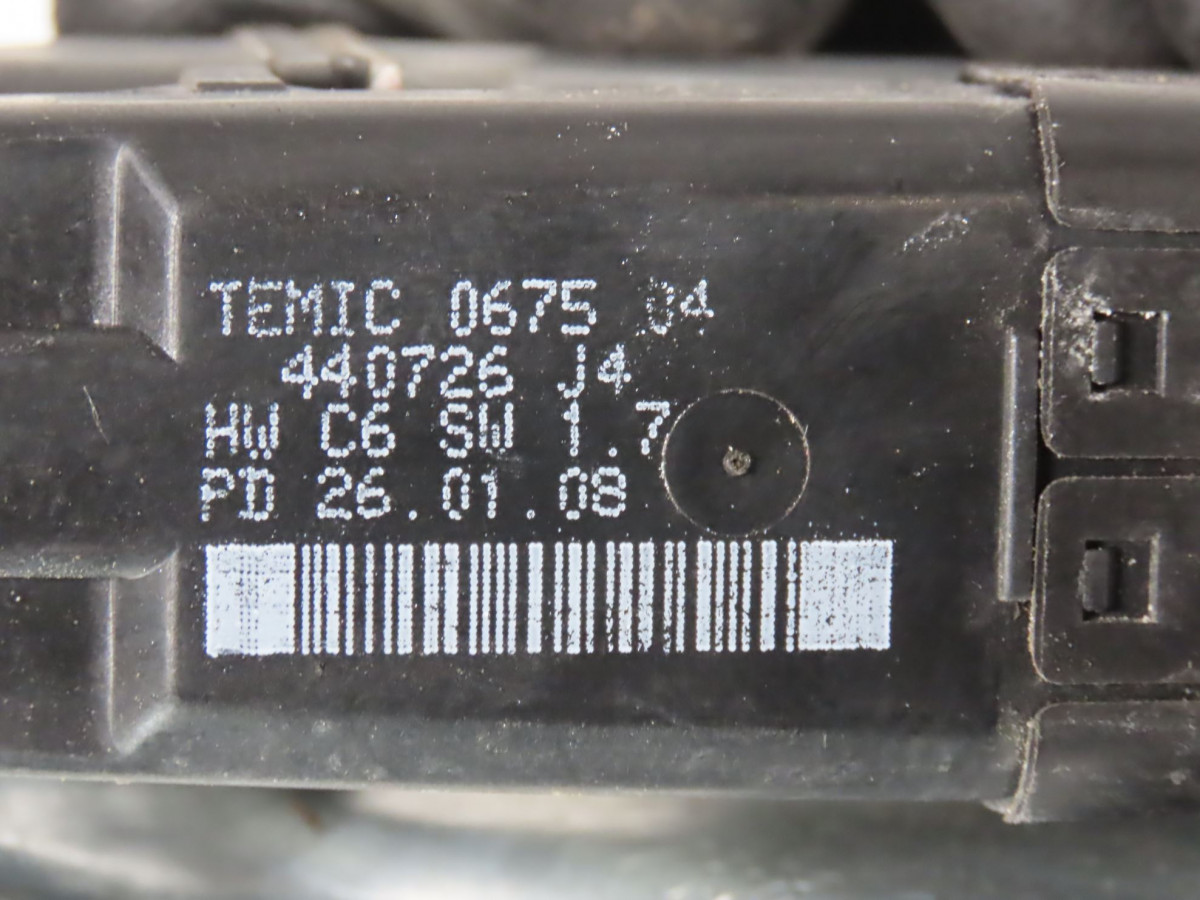 TEMIC 0675 04
440726 J4
HW C6 SW 1.7
PD 26.01.08